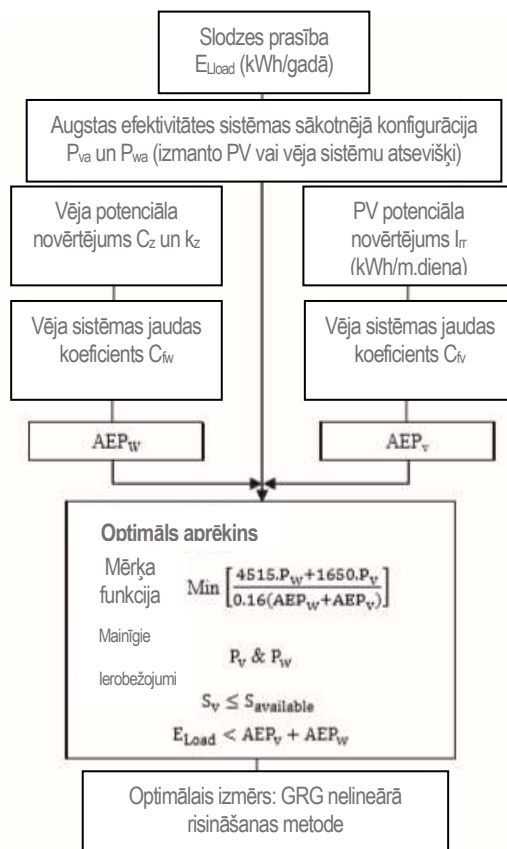 Slodzes prasība
ELload (kWh/gadā)
Augstas efektivitātes sistēmas sākotnējā konfigurācija
Pva un Pwa (izmanto PV vai vēja sistēmu atsevišķi)
Vēja potenciāla
novērtējums Cz un kz
PV potenciāla
novērtējums Irr
(kWh/m.diena)
Vēja sistēmas jaudas
koeficients Cfw
Vēja sistēmas jaudas
koeficients Cfv
AEPW
AEPv
Optimāls aprēķins
Mērķa
funkcija
Min [4515.PW+1650.PV / 0.16(AEPW+AEPV)]
Mainīgie
Pv & Pw
Ierobežojumi
Sv ≤ Savailable
ELoad < AEPv + AEPw
Optimālais izmērs: GRG nelineārā
risināšanas metode